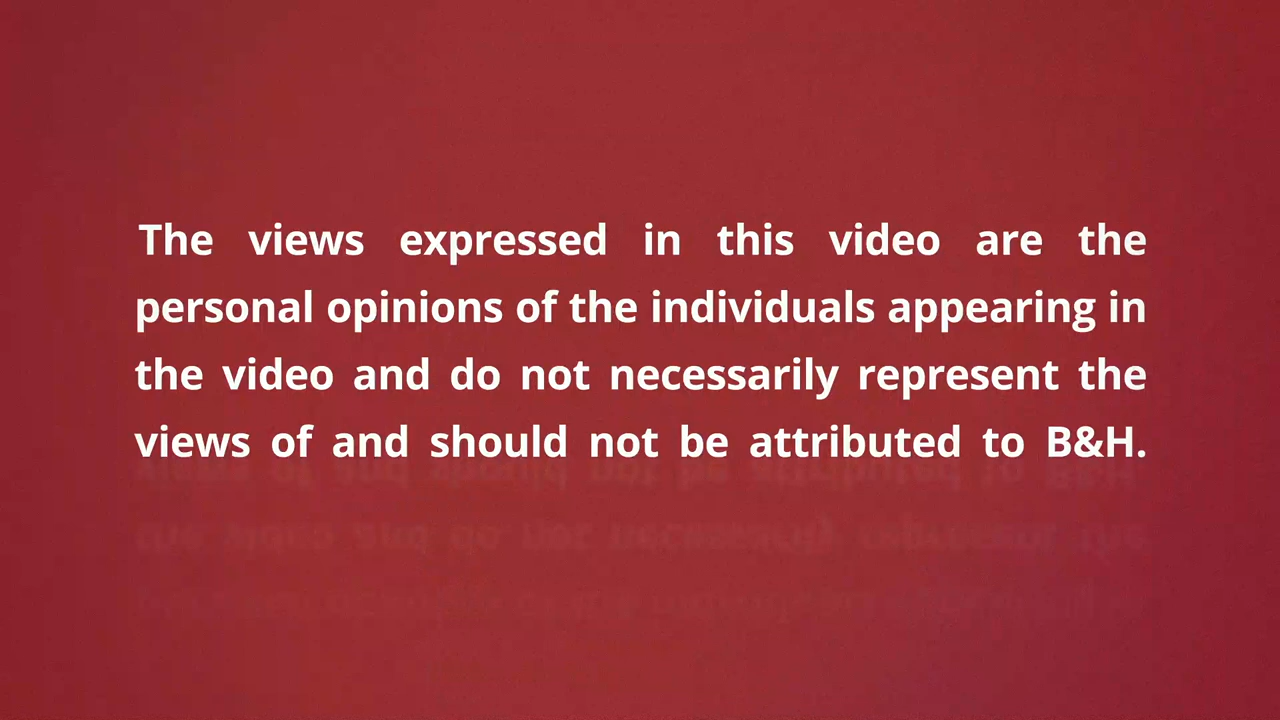 The views expressed in this video are the
personal opinions of the individuals appearing in
the video and do not necessarily represent the
views of and should not be attributed to B&H.